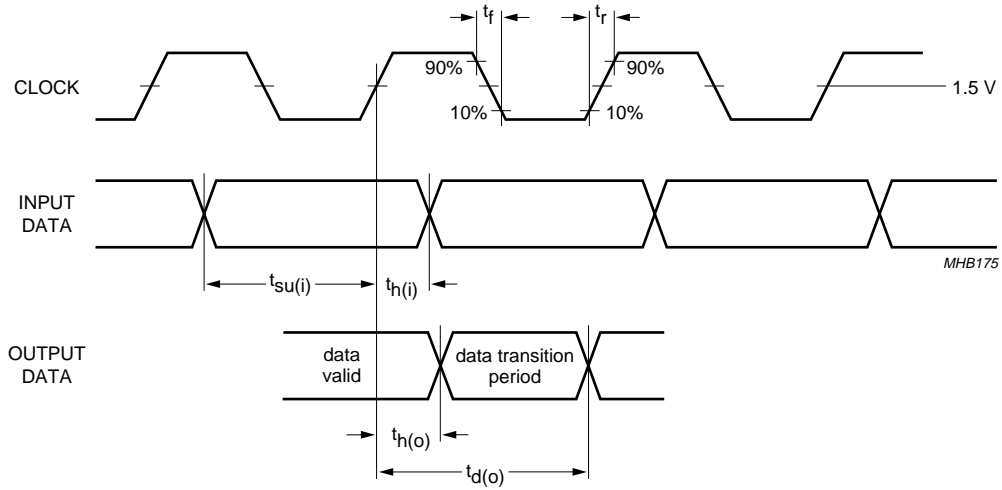 t_f
t_r
90%
90%
CLOCK
1.5 V
10%
10%
INPUT
DATA
MHB175
t_su(i)
t_h(i)
OUTPUT
DATA
data
valid
data transition
period
t_h(o)
t_d(o)